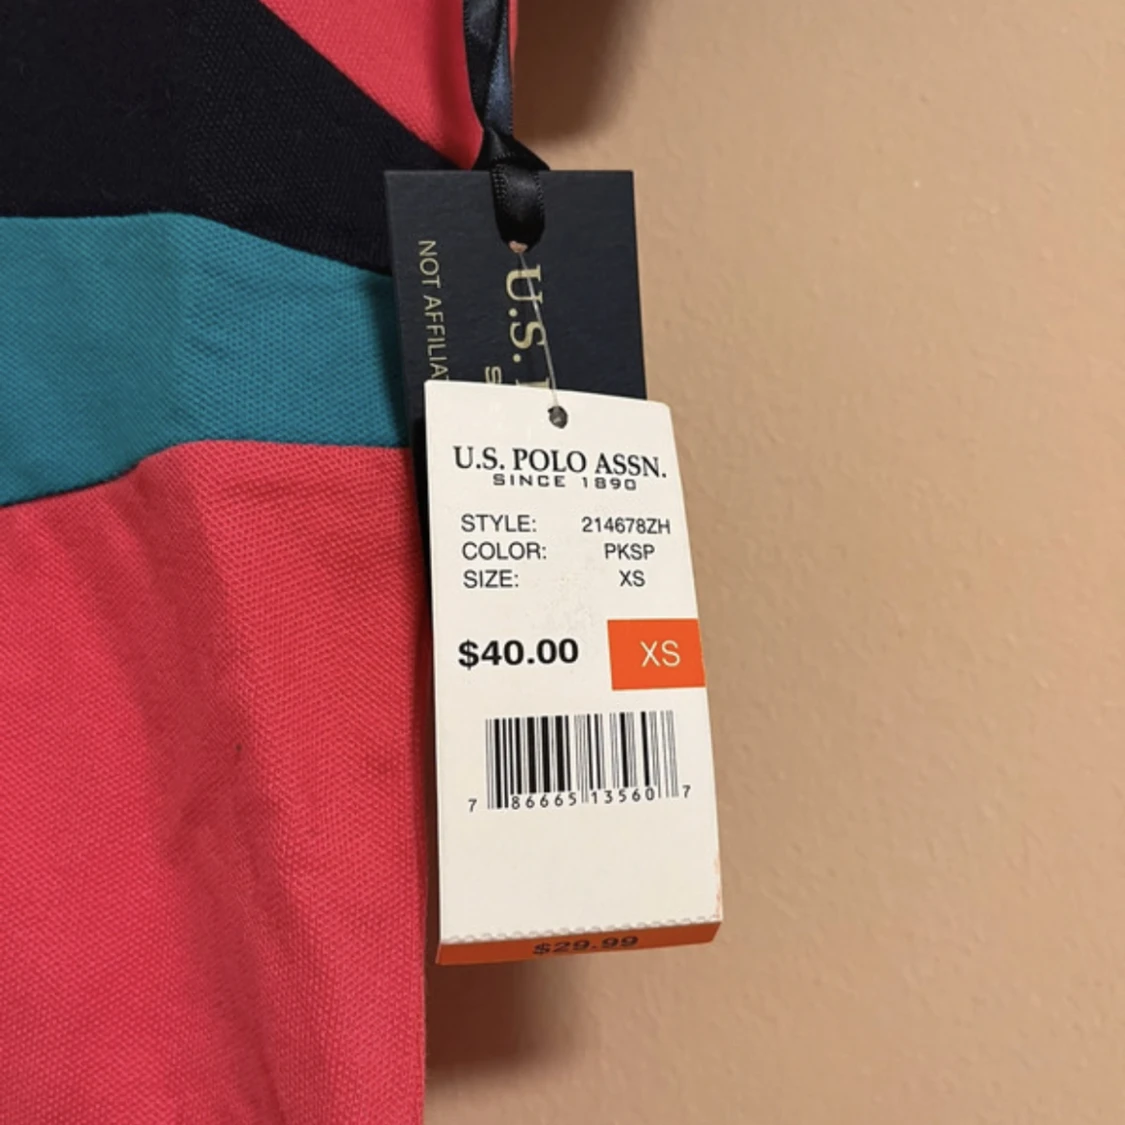 NOT AFFILIA
U.S.
U.S. POLO ASSN.
SINCE 1890
STYLE: 214678ZH
COLOR: PKSP
SIZE: XS
$40.00 XS
7 86665 13560 7
$29.99